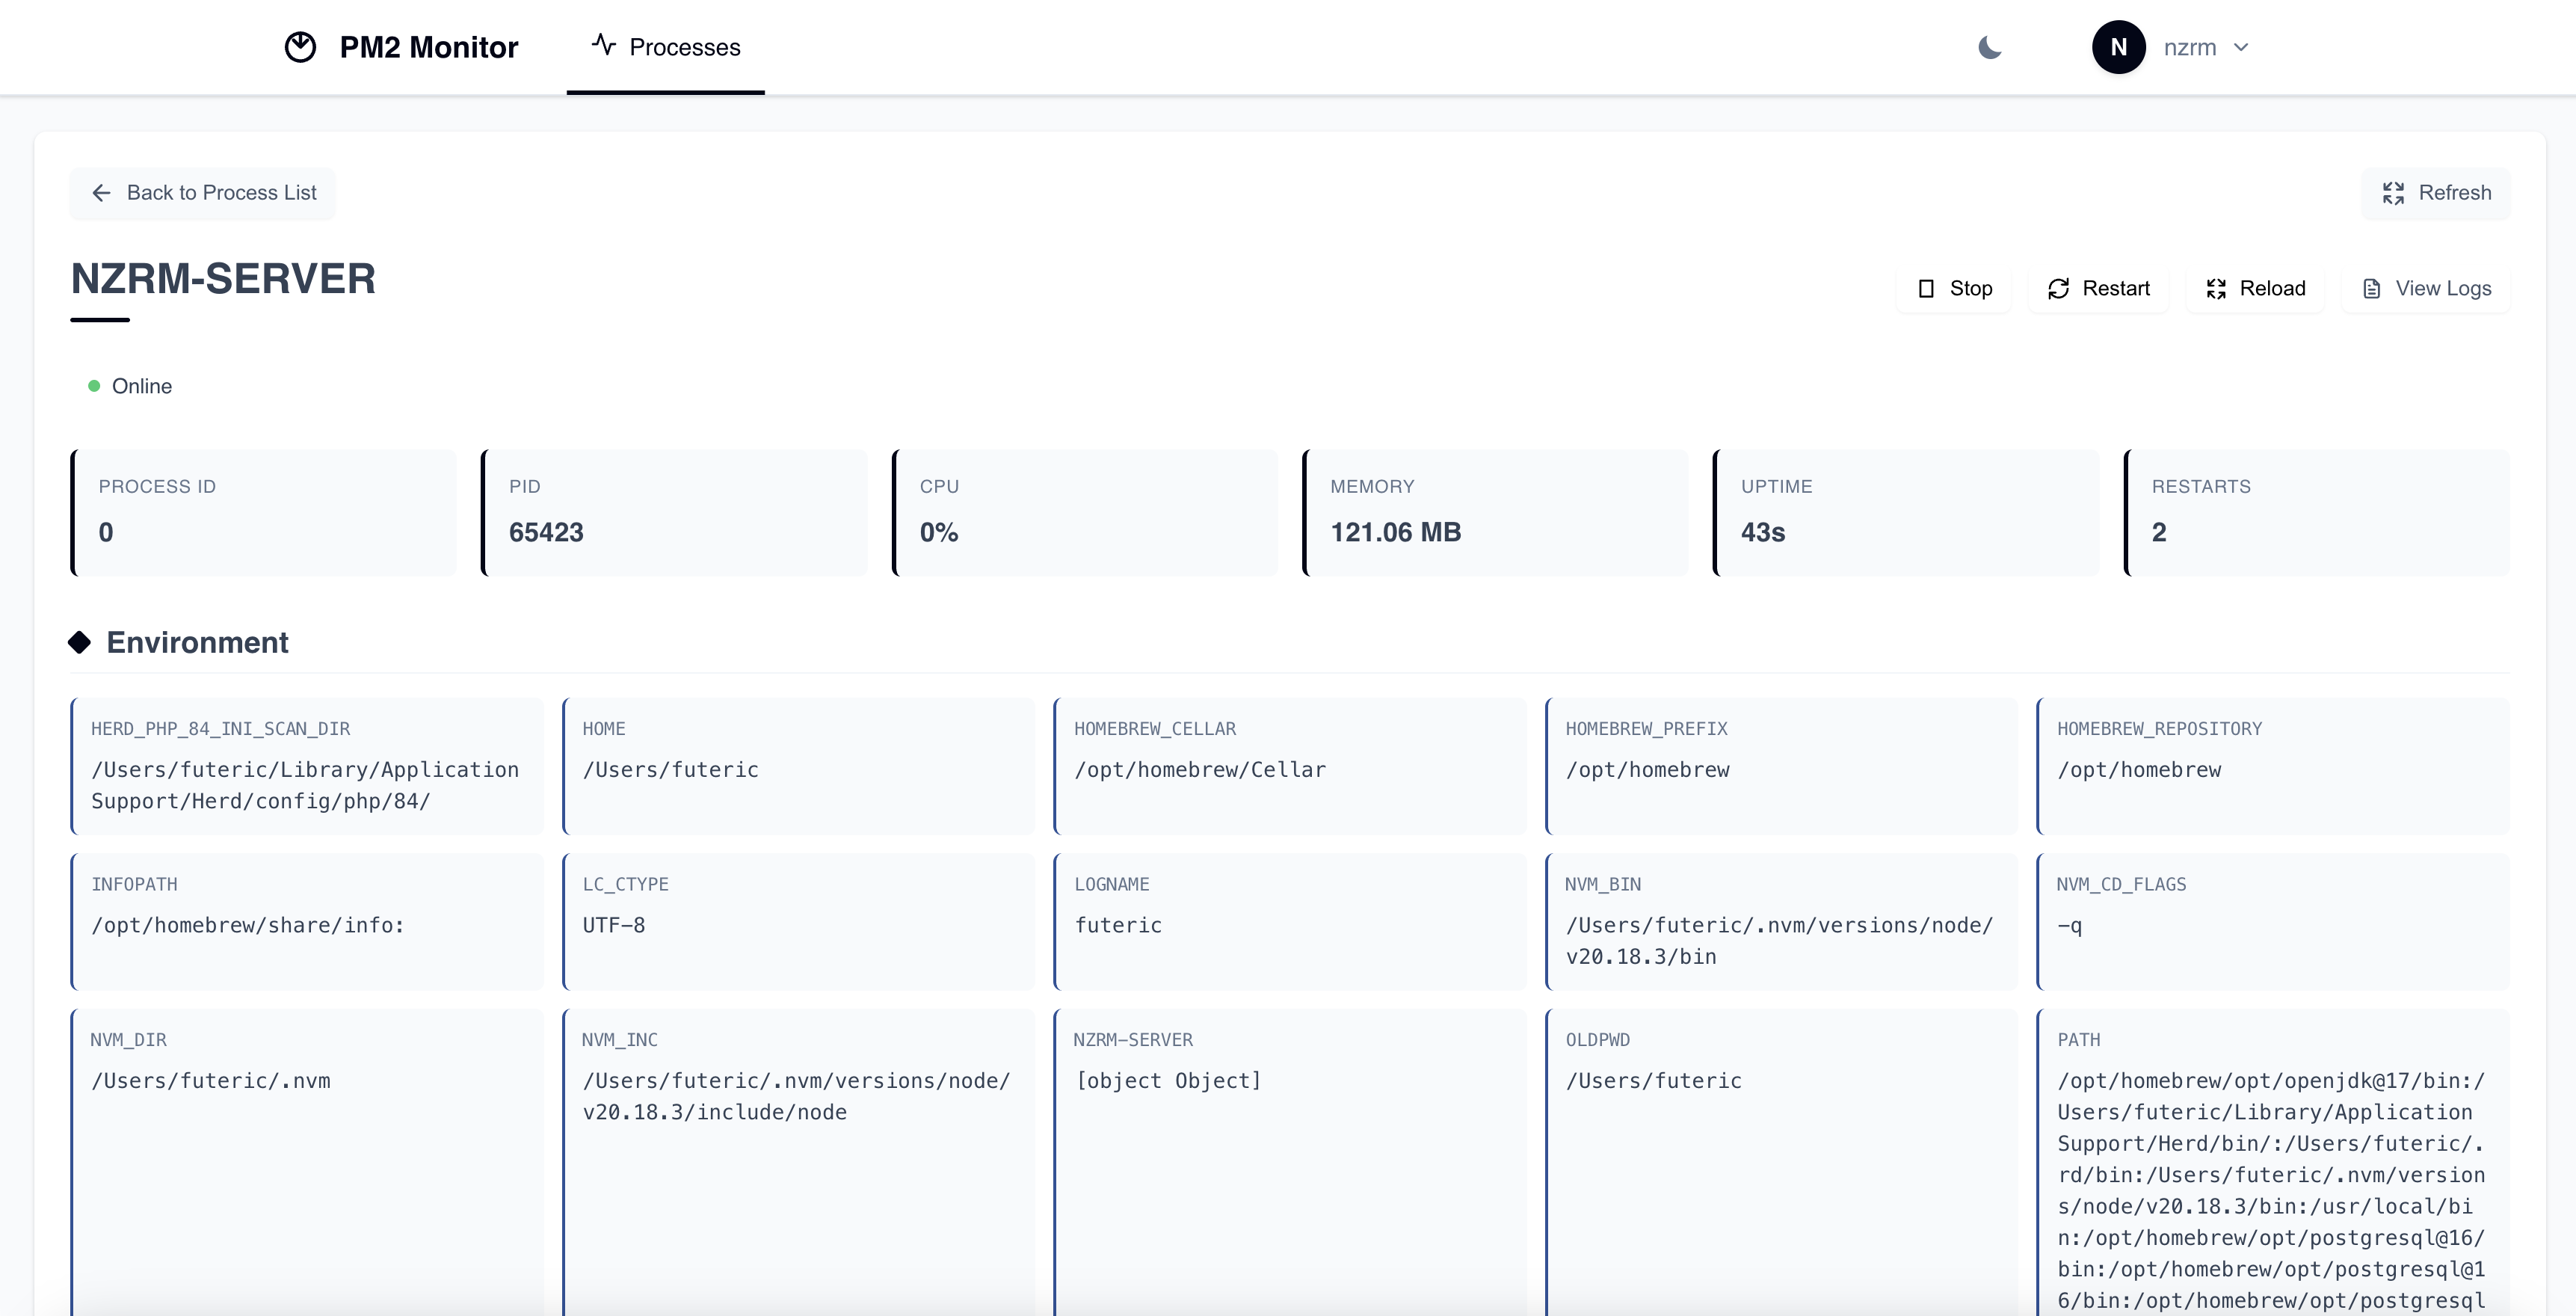 PM2 Monitor
Processes
N
nzrm
Back to Process List
Refresh
NZRM-SERVER
Stop
Restart
Reload
View Logs
Online
PROCESS ID
0
PID
65423
CPU
0%
MEMORY
121.06 MB
UPTIME
43s
RESTARTS
2
Environment
HERD_PHP_84_INI_SCAN_DIR
/Users/futeric/Library/Application
Support/Herd/config/php/84/
HOME
/Users/futeric
HOMEBREW_CELLAR
/opt/homebrew/Cellar
HOMEBREW_PREFIX
/opt/homebrew
HOMEBREW_REPOSITORY
/opt/homebrew
INFOPATH
/opt/homebrew/share/info:
LC_CTYPE
UTF-8
LOGNAME
futeric
NVM_BIN
/Users/futeric/.nvm/versions/node/
v20.18.3/bin
NVM_CD_FLAGS
-q
NVM_DIR
/Users/futeric/.nvm
NVM_INC
/Users/futeric/.nvm/versions/node/
v20.18.3/include/node
NZRM-SERVER
[object Object]
OLDPWD
/Users/futeric
PATH
/opt/homebrew/opt/openjdk@17/bin:/
Users/futeric/Library/Application
Support/Herd/bin/:/Users/futeric/.
rd/bin:/Users/futeric/.nvm/version
s/node/v20.18.3/bin:/usr/local/bi
n:/opt/homebrew/opt/postgresql@16/
bin:/opt/homebrew/opt/postgresql@1
6/bin:/opt/homebrew/opt/postgresql